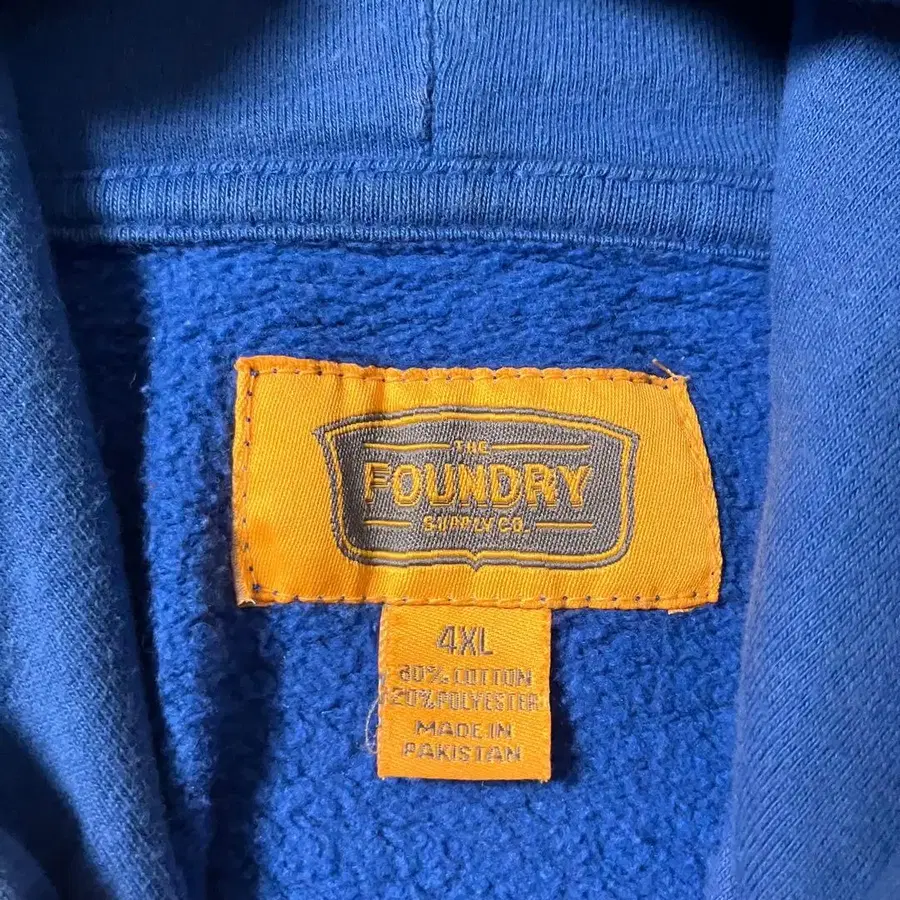 THE
FOUNDRY
SUPPLY CO.
4XL
80% COTTON
20% POLYESTER
MADE IN
PAKISTAN